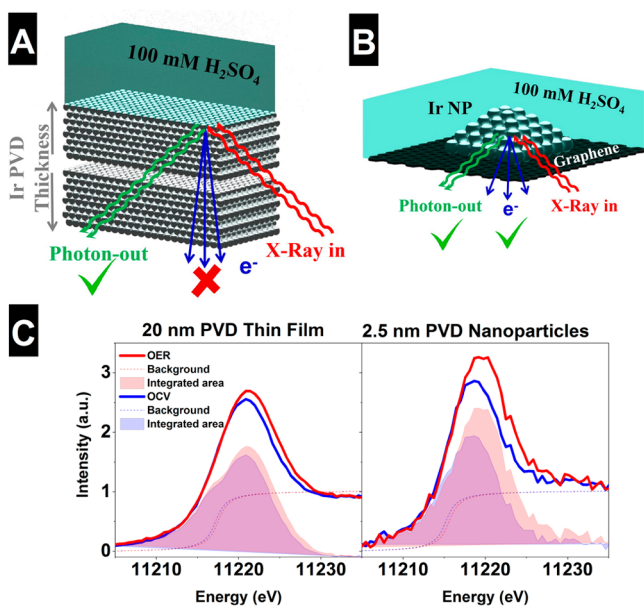 A
100 mM H2SO4
Ir PVD
Thickness
Photon-out
e-
X-Ray in
B
100 mM H2SO4
Ir NP
Graphene
Photon-out
e-
X-Ray in
C
20 nm PVD Thin Film
2.5 nm PVD Nanoparticles
OER
Background
Integrated area
OCV
Background
Integrated area
Intensity (a.u.)
3
2
1
0
11210
11220
11230
11210
11220
11230
Energy (eV)
Energy (eV)